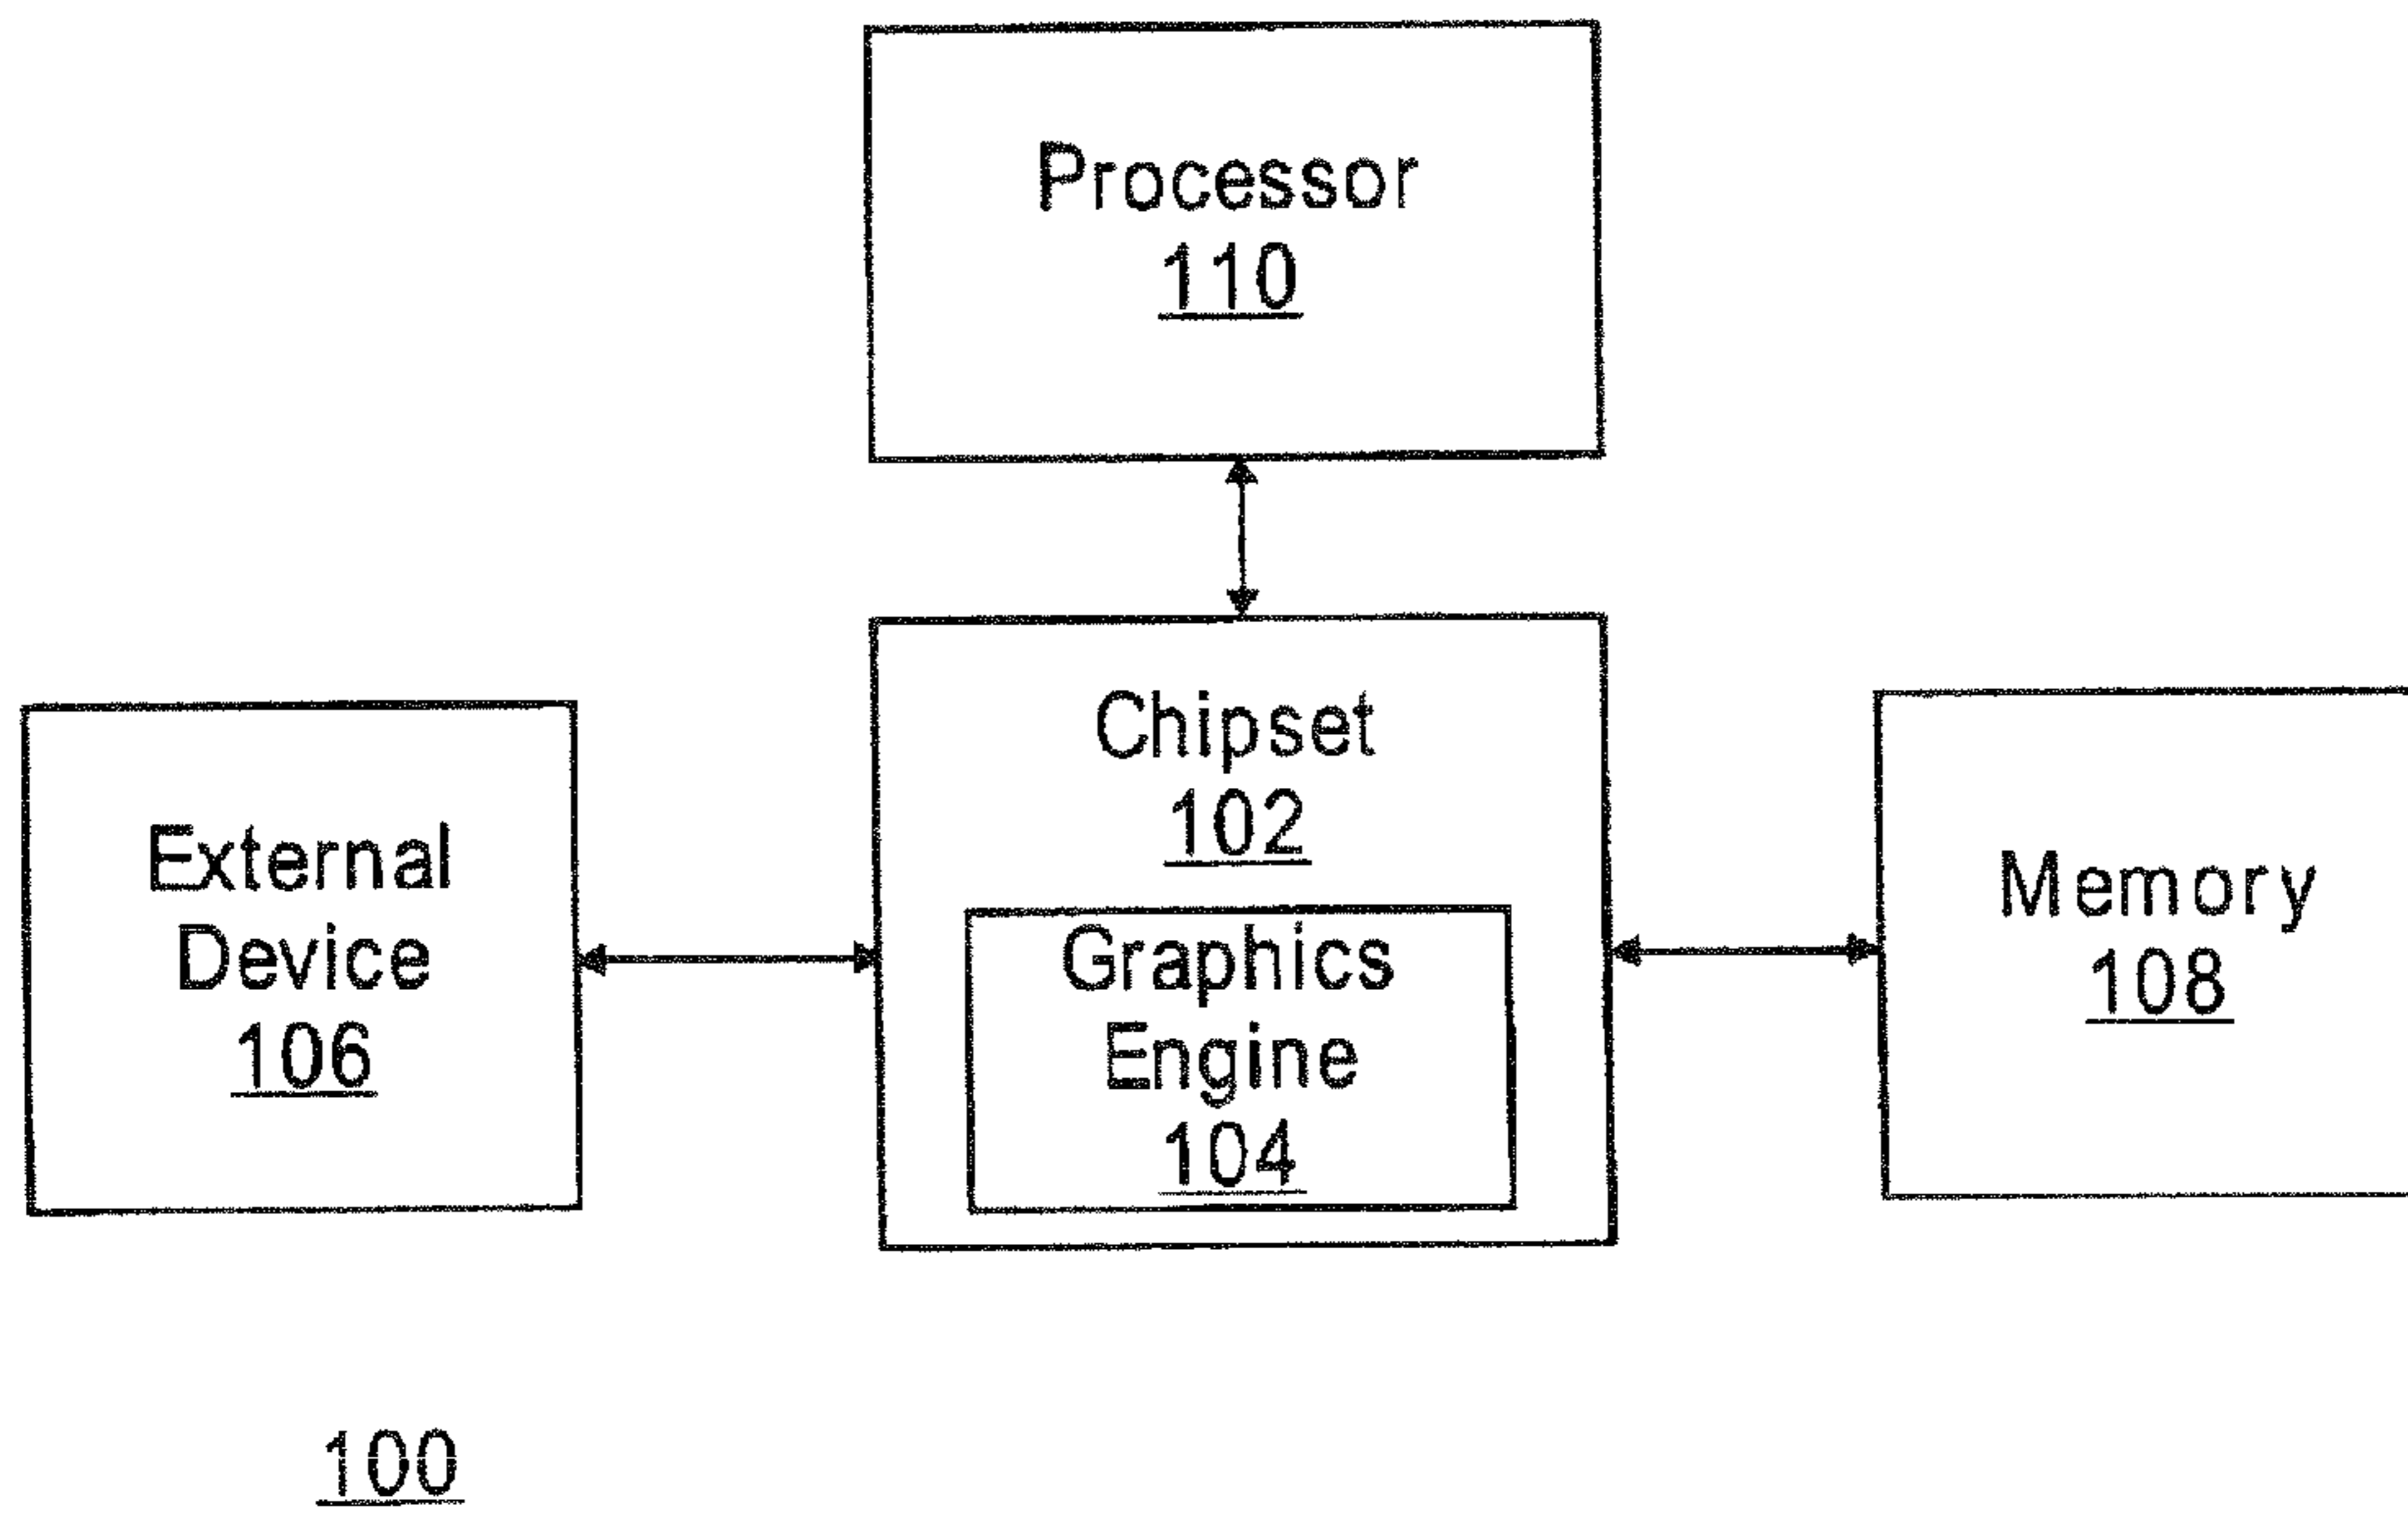 Processor
110
Chipset
102
External
Device
106
Graphics
Engine
104
Memory
108
100